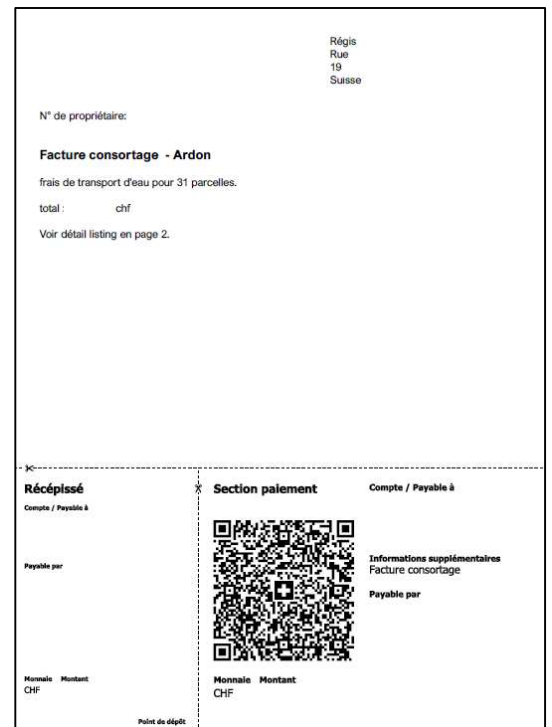 Régis
Rue
19
Suisse
N° de propriétaire:
Facture consortage - Ardon
frais de transport d'eau pour 31 parcelles.
total : chf
Voir détail listing en page 2.
Récépissé
Compte / Payable à
Payable par
Monnaie Montant
CHF
Point de dépôt
Section paiement
Monnaie Montant
CHF
Compte / Payable à
Informations supplémentaires
Facture consortage
Payable par